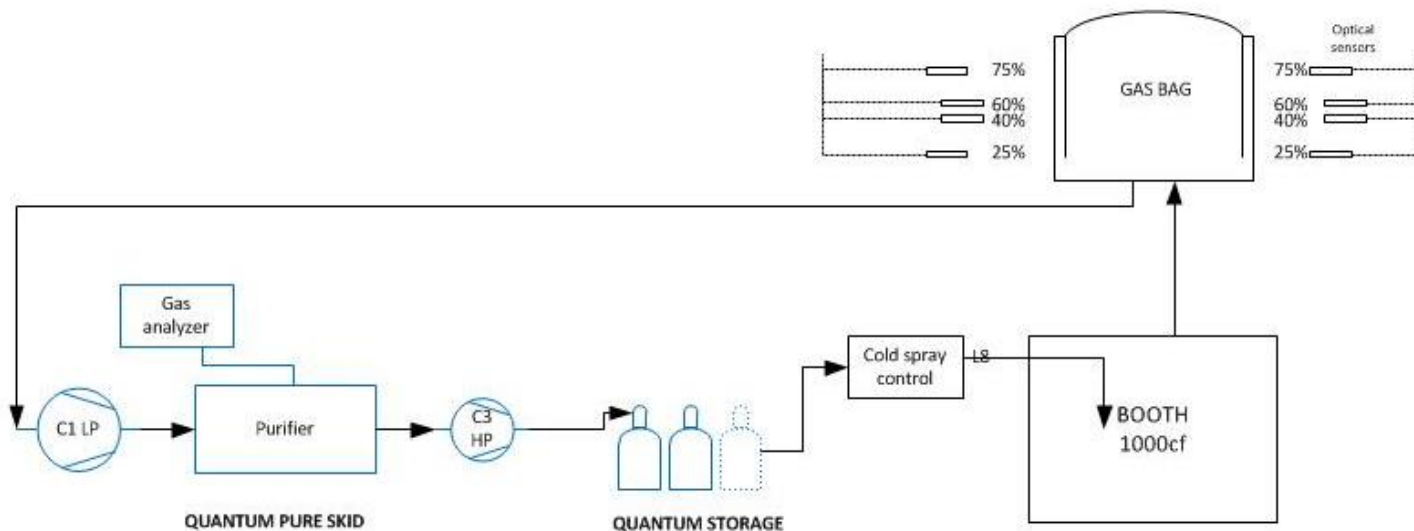 Optical
sensors
75%
75%
GAS BAG
60%
60%
40%
40%
25%
25%
Gas
analyzer
Cold spray
control
L8
C1 LP
Purifier
C3
HP
BOOTH
1000cf
QUANTUM PURE SKID
QUANTUM STORAGE